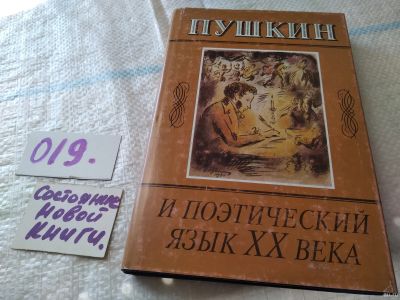 ПУШКИН
И ПОЭТИЧЕСКИЙ
ЯЗЫК XX ВЕКА
019.
Состояние
Новой
Книги.